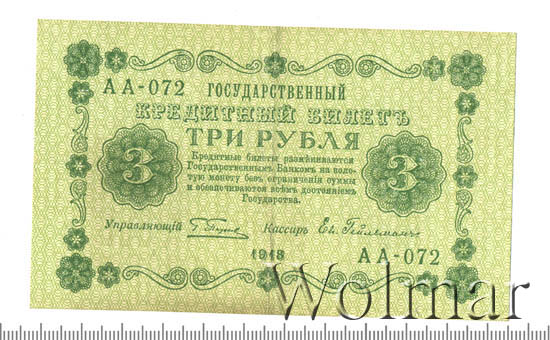 АА-072 ГОСУДАРСТВЕННЫЙ
КРЕДИТНЫЙ БИЛЕТЪ
ТРИ РУБЛЯ
3 3
Кредитные билеты размѣниваются
Государственнымъ Банкомъ на золо-
тую монету безъ ограниченія суммы
и обезпечиваются всѣмъ достояніемъ
Государства.
Управляющій Кассиръ
1918 АА-072
Wolmar